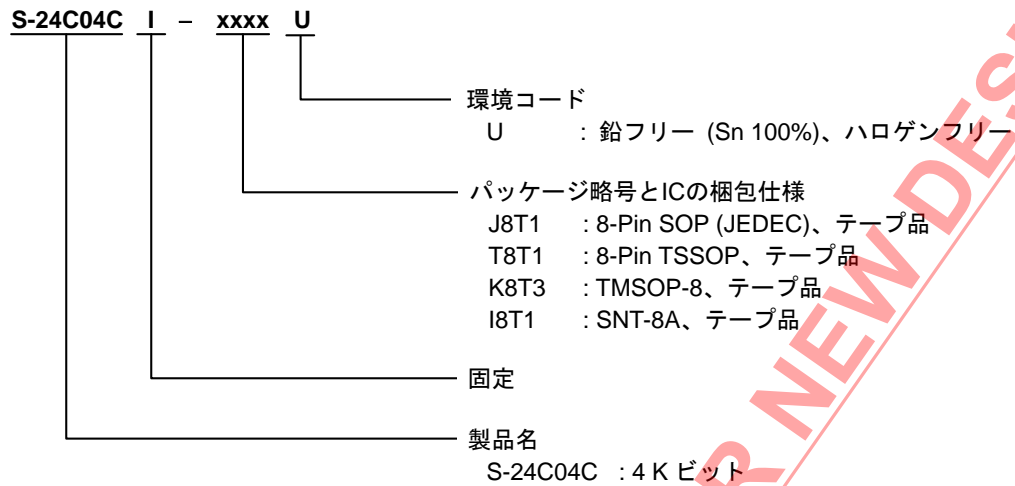 S-24C04C I – xxxx U
環境コード
U : 鉛フリー (Sn 100%)、ハロゲンフリー
パッケージ略号とICの梱包仕様
J8T1 : 8-Pin SOP (JEDEC)、テープ品
T8T1 : 8-Pin TSSOP、テープ品
K8T3 : TMSOP-8、テープ品
I8T1 : SNT-8A、テープ品
固定
製品名
S-24C04C : 4 K ビット
R NEW DES